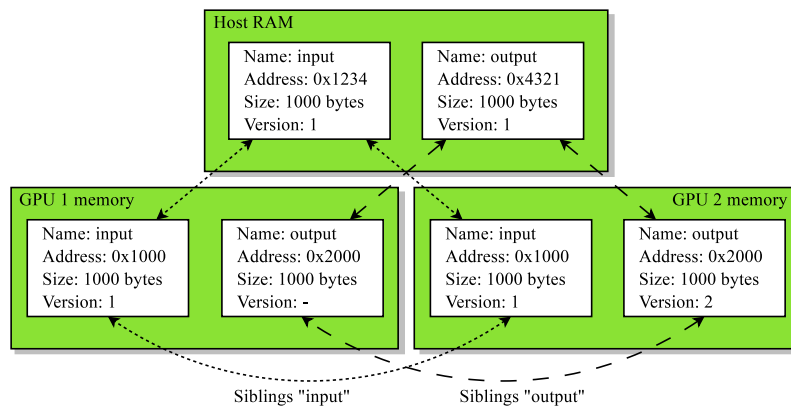 Host RAM
Name: input
Address: 0x1234
Size: 1000 bytes
Version: 1
Name: output
Address: 0x4321
Size: 1000 bytes
Version: 1
GPU 1 memory
Name: input
Address: 0x1000
Size: 1000 bytes
Version: 1
Name: output
Address: 0x2000
Size: 1000 bytes
Version: -
GPU 2 memory
Name: input
Address: 0x1000
Size: 1000 bytes
Version: 1
Name: output
Address: 0x2000
Size: 1000 bytes
Version: 2
Siblings "input"
Siblings "output"